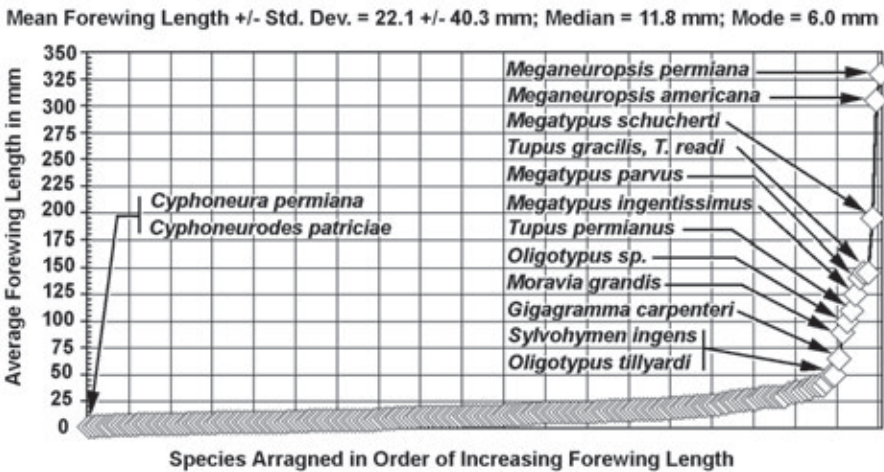 Mean Forewing Length +/- Std. Dev. = 22.1 +/- 40.3 mm; Median = 11.8 mm; Mode = 6.0 mm
Average Forewing Length in mm
350
325
300
275
250
225
200
175
150
125
100
75
50
25
0
Meganeuropsis permiana
Meganeuropsis americana
Megatypus schucherti
Tupus gracilis, T. readi
Megatypus parvus
Megatypus ingentissimus
Tupus permianus
Oligotypus sp.
Moravia grandis
Gigagramma carpenteri
Sylvohymen ingens
Oligotypus tillyardi
Cyphoneura permiana
Cyphoneurodes patriciae
Species Arragned in Order of Increasing Forewing Length